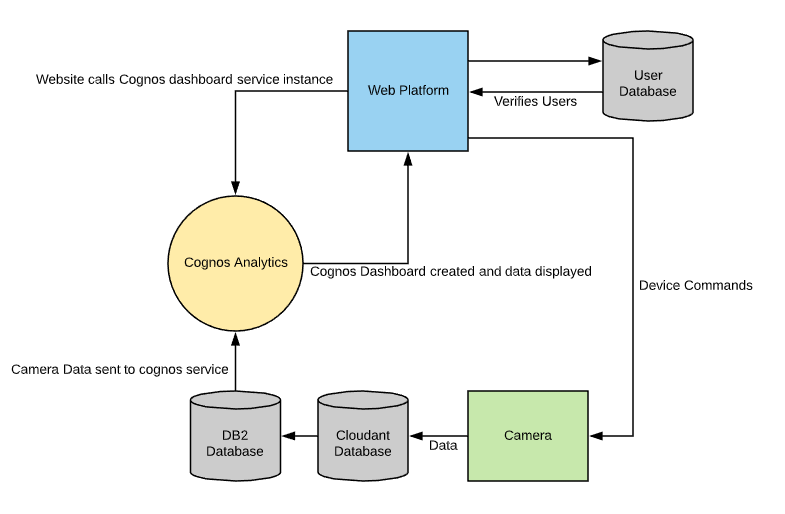 Website calls Cognos dashboard service instance
Web Platform
User
Database
Verifies Users
Cognos Analytics
Cognos Dashboard created and data displayed
Device Commands
Camera Data sent to cognos service
DB2
Database
Cloudant
Database
Data
Camera